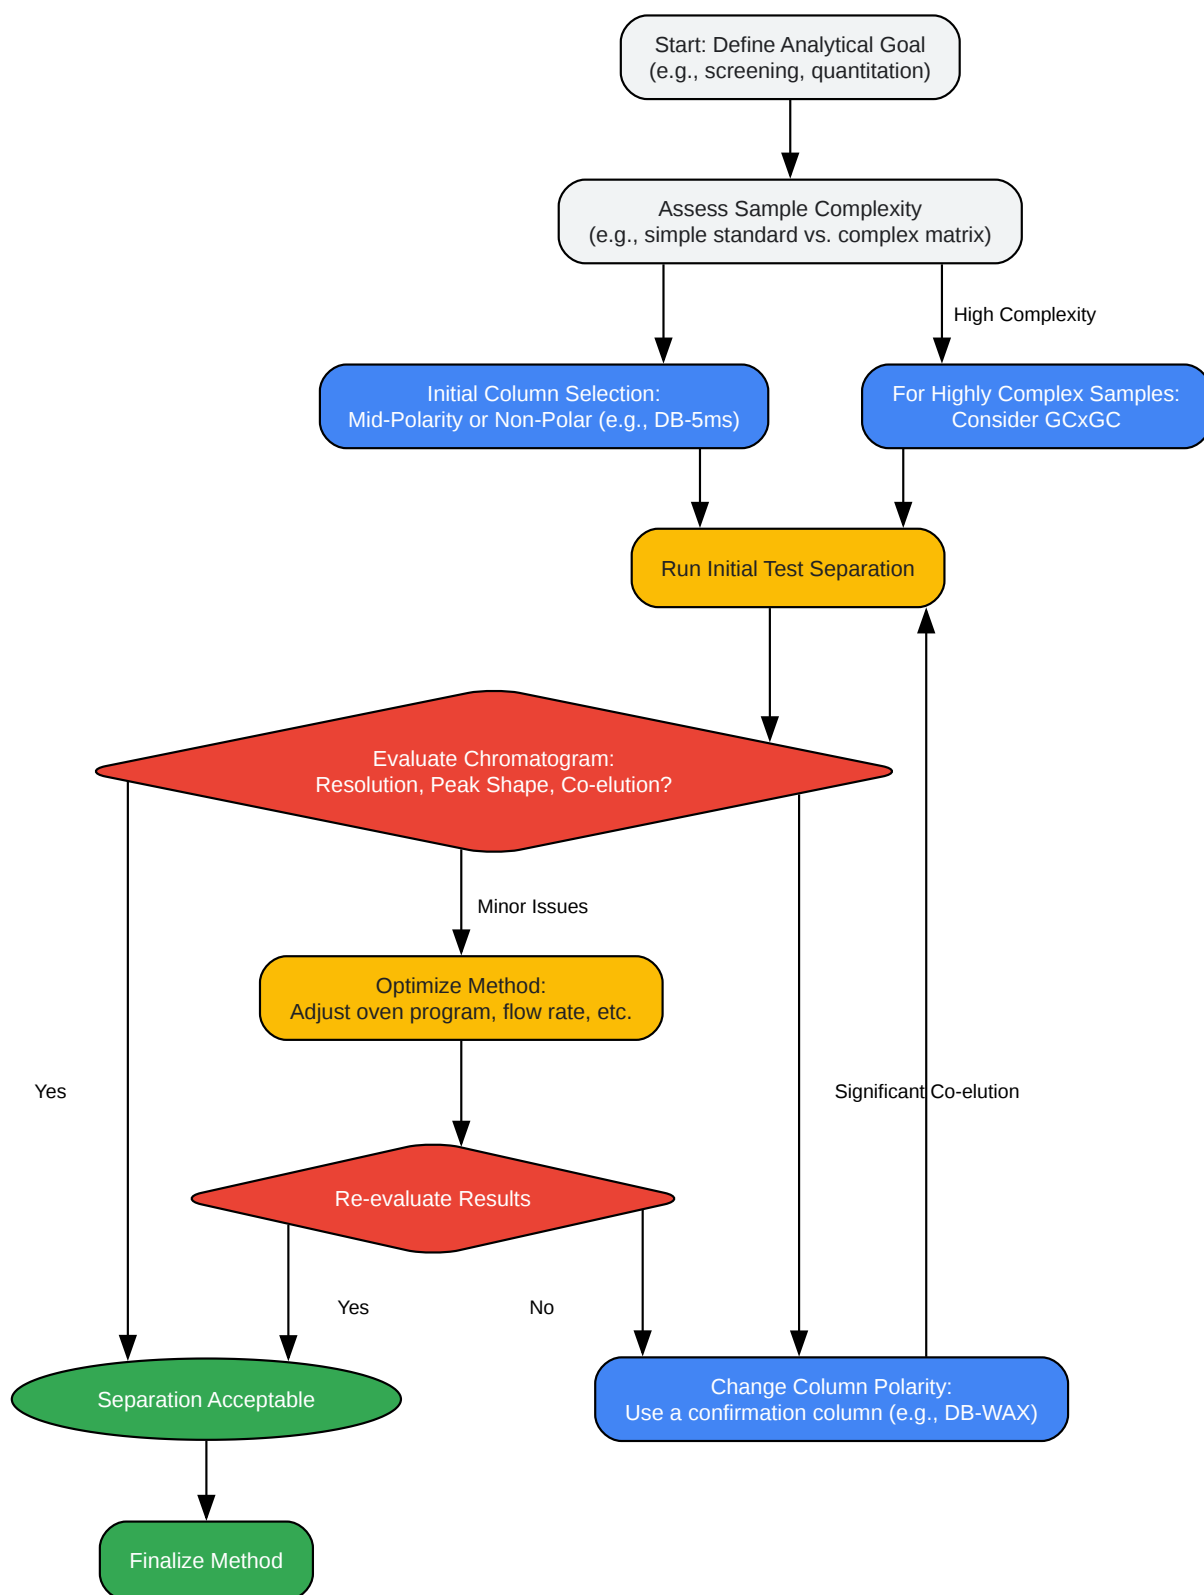 Start: Define Analytical Goal
(e.g., screening, quantitation)
Assess Sample Complexity
(e.g., simple standard vs. complex matrix)
High Complexity
Initial Column Selection:
Mid-Polarity or Non-Polar (e.g., DB-5ms)
For Highly Complex Samples:
Consider GCxGC
Run Initial Test Separation
Evaluate Chromatogram:
Resolution, Peak Shape, Co-elution?
Minor Issues
Optimize Method:
Adjust oven program, flow rate, etc.
Yes
Significant Co-elution
Re-evaluate Results
Yes
No
Separation Acceptable
Change Column Polarity:
Use a confirmation column (e.g., DB-WAX)
Finalize Method